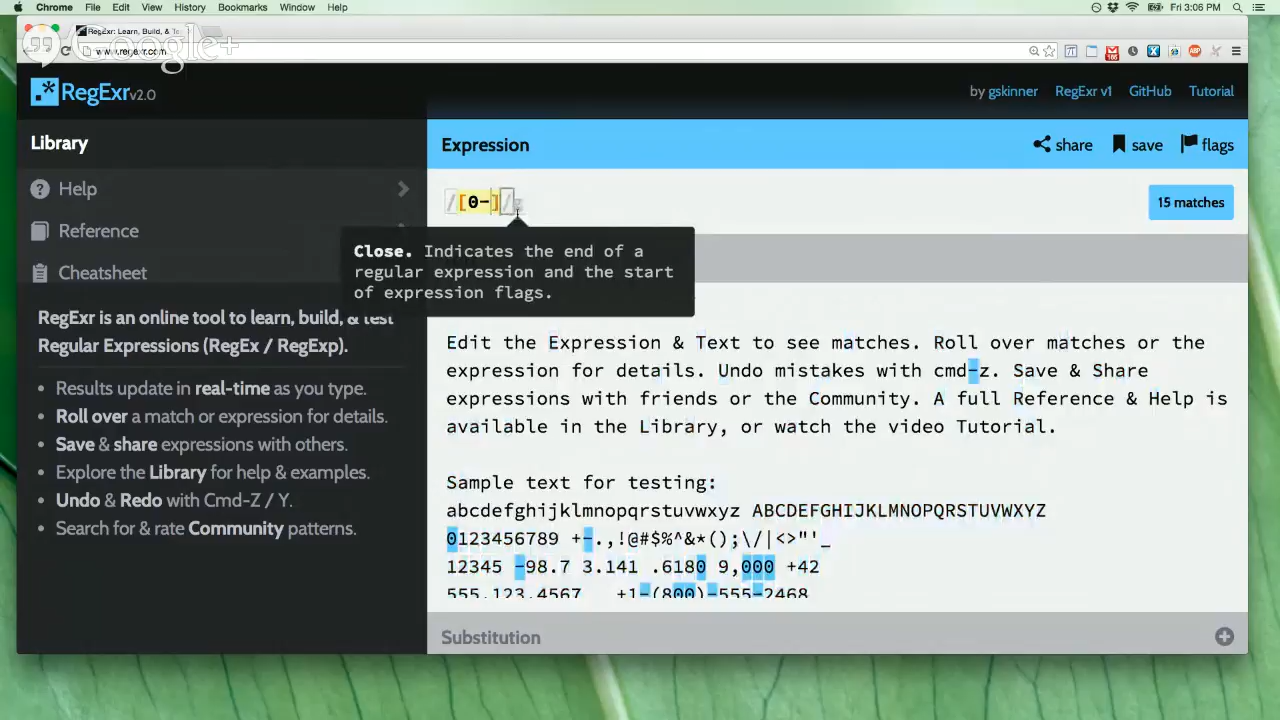 Chrome File Edit View History Bookmarks Window Help Fri 3:06 PM
RegExr: Learn, Build, & Te
Google+
www.regexr.com
RegExr v2.0
by gskinner RegExr v1 GitHub Tutorial
Library
Help
Reference
Cheatsheet
RegExr is an online tool to learn, build, & test
Regular Expressions (RegEx / RegExp).
Results update in real-time as you type.
Roll over a match or expression for details.
Save & share expressions with others.
Explore the Library for help & examples.
Undo & Redo with Cmd-Z / Y.
Search for & rate Community patterns.
Expression share save flags
/[0-]/g 15 matches
Close. Indicates the end of a
regular expression and the start
of expression flags.
Edit the Expression & Text to see matches. Roll over matches or the
expression for details. Undo mistakes with cmd-z. Save & Share
expressions with friends or the Community. A full Reference & Help is
available in the Library, or watch the video Tutorial.
Sample text for testing:
abcdefghijklmnopqrstuvwxyz ABCDEFGHIJKLMNOPQRSTUVWXYZ
0123456789 +-.,!@#$%^&*();\/|<>"'_
12345 -98.7 3.141 .6180 9,000 +42
555.123.4567 +1-(800)-555-2468
Substitution